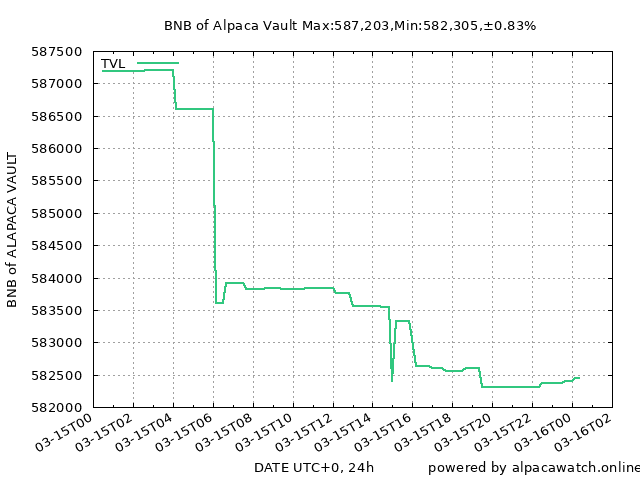 BNB of Alpaca Vault Max:587,203,Min:582,305,±0.83%
587500
587000
586500
586000
585500
585000
584500
584000
583500
583000
582500
582000
TVL
BNB of ALAPACA VAULT
03-15T00
03-15T02
03-15T04
03-15T06
03-15T08
03-15T10
03-15T12
03-15T14
03-15T16
03-15T18
03-15T20
03-15T22
03-16T00
03-16T02
DATE UTC+0, 24h
powered by alpacawatch.online